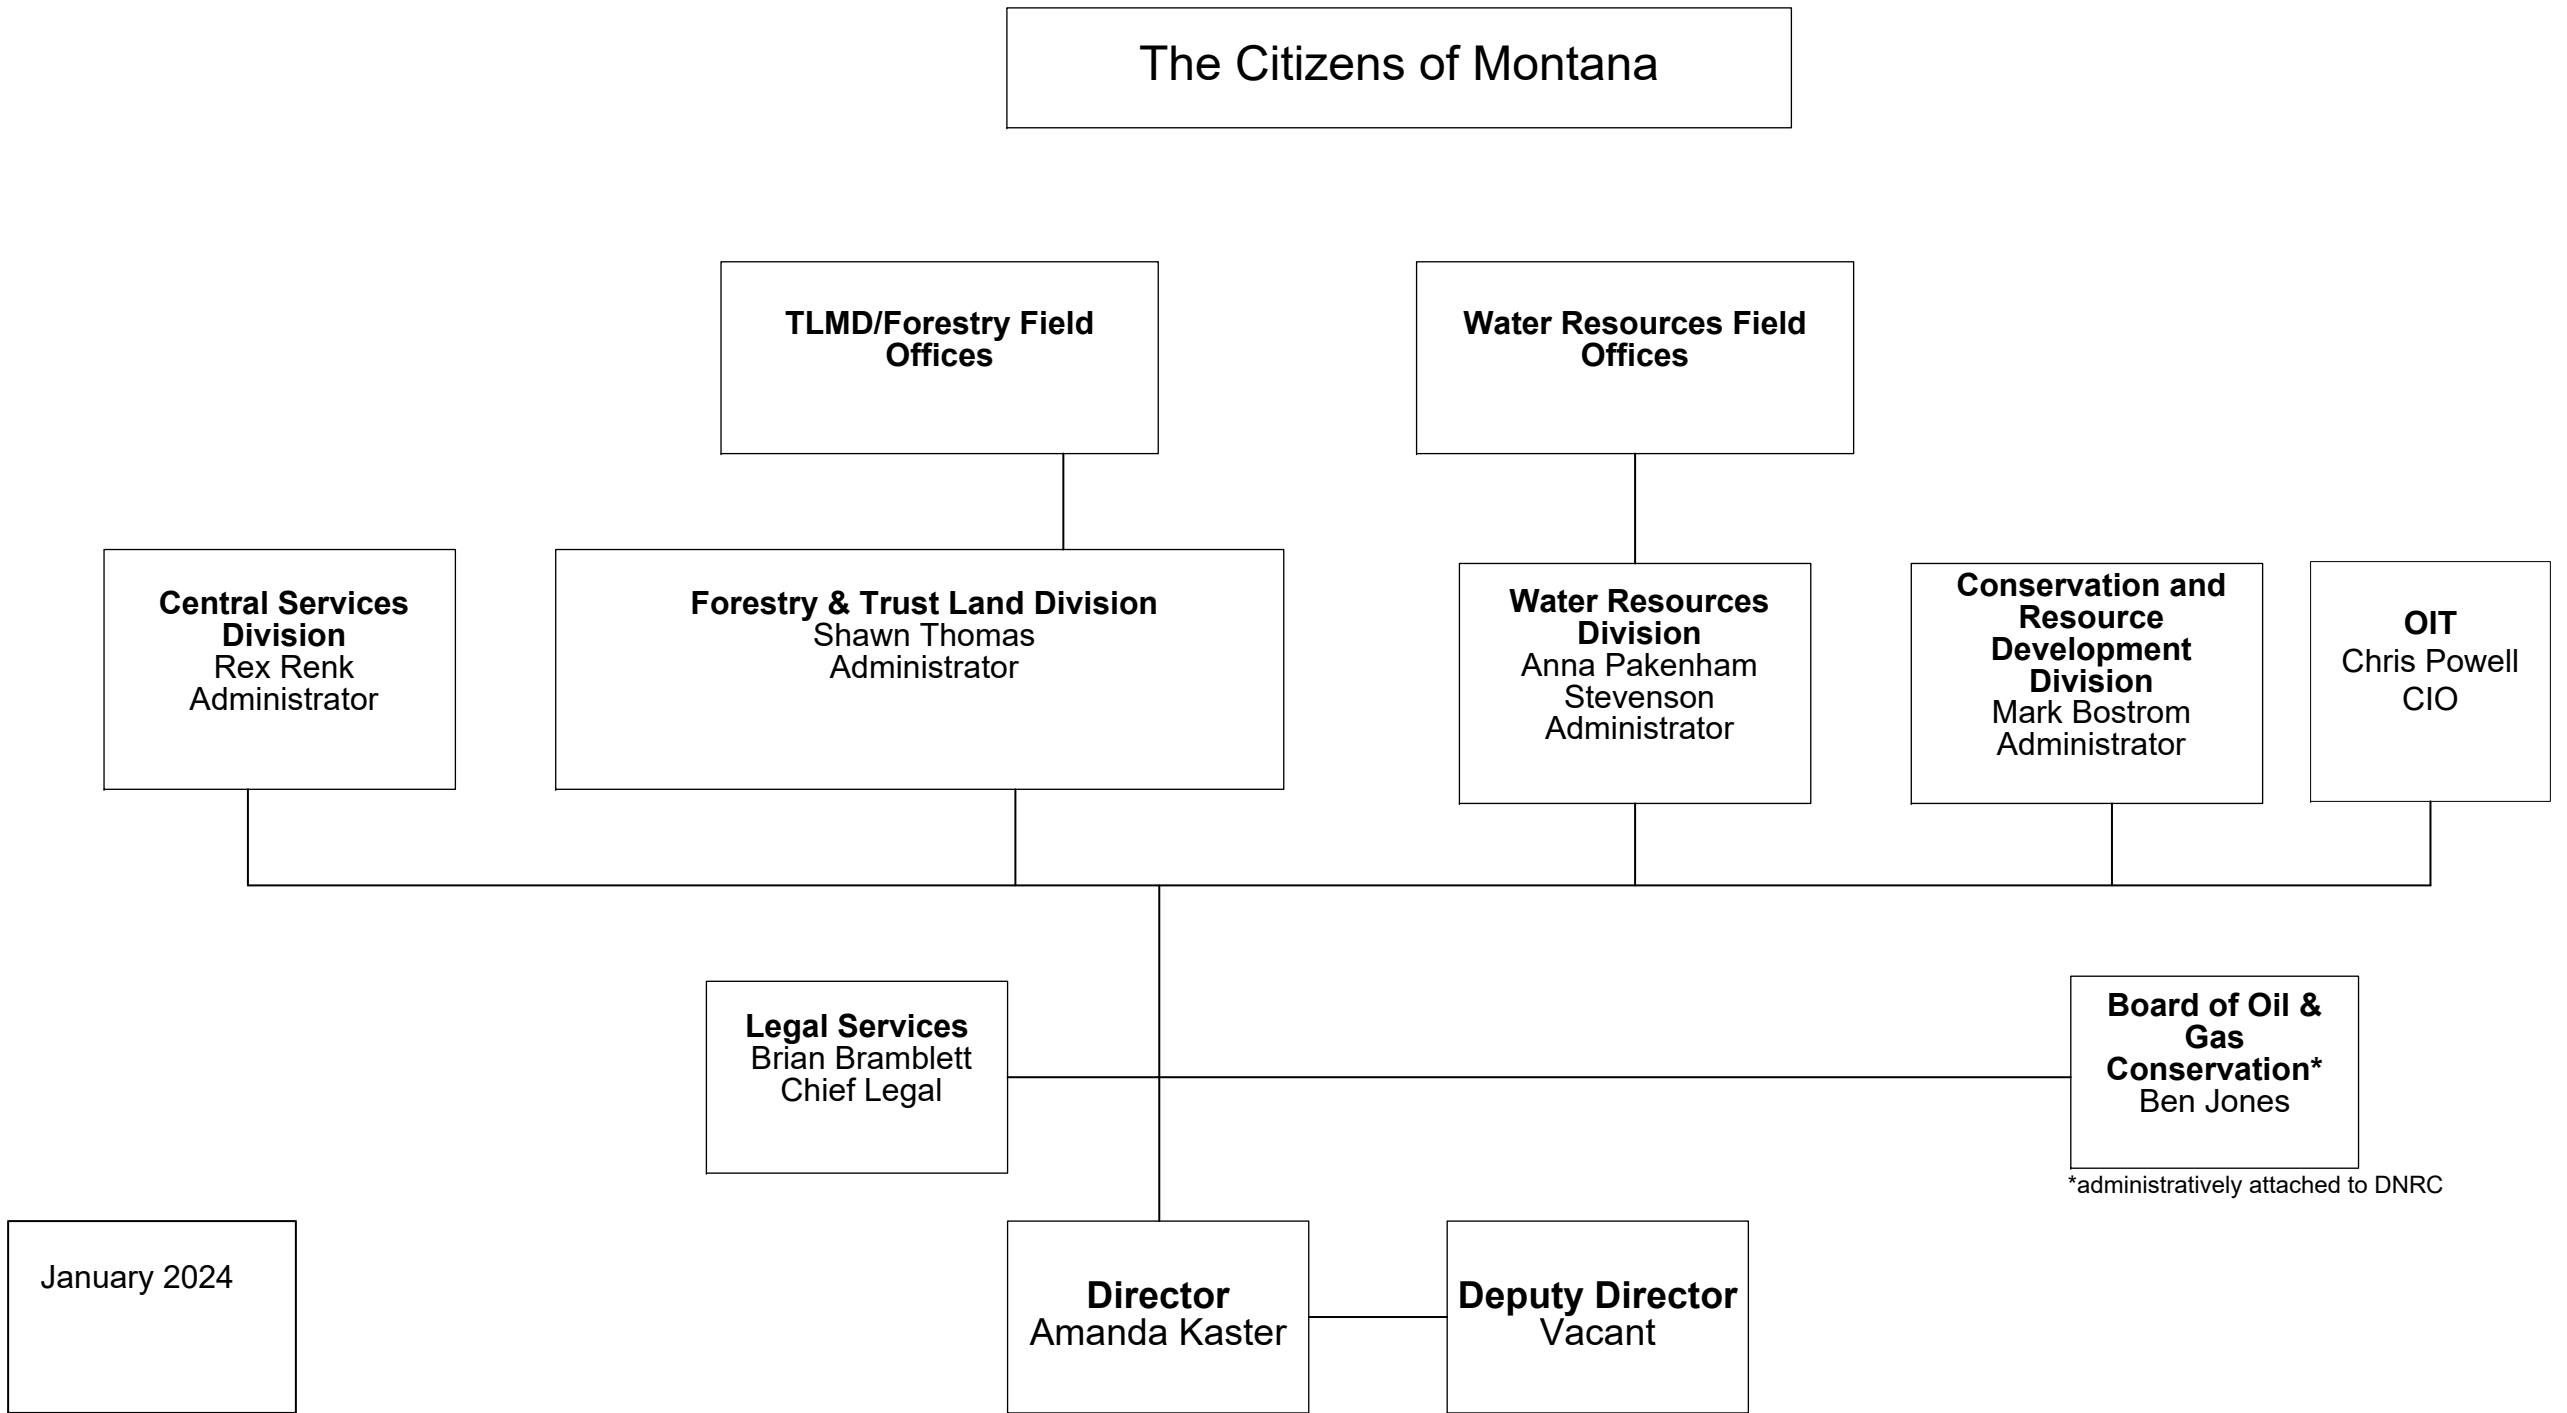 The Citizens of Montana
TLMD/Forestry Field
Offices
Water Resources Field
Offices
Central Services
Division
Rex Renk
Administrator
Forestry & Trust Land Division
Shawn Thomas
Administrator
Water Resources
Division
Anna Pakenham
Stevenson
Administrator
Conservation and
Resource
Development
Division
Mark Bostrom
Administrator
OIT
Chris Powell
CIO
Legal Services
Brian Bramblett
Chief Legal
Board of Oil &
Gas
Conservation*
Ben Jones
*administratively attached to DNRC
January 2024
Director
Amanda Kaster
Deputy Director
Vacant